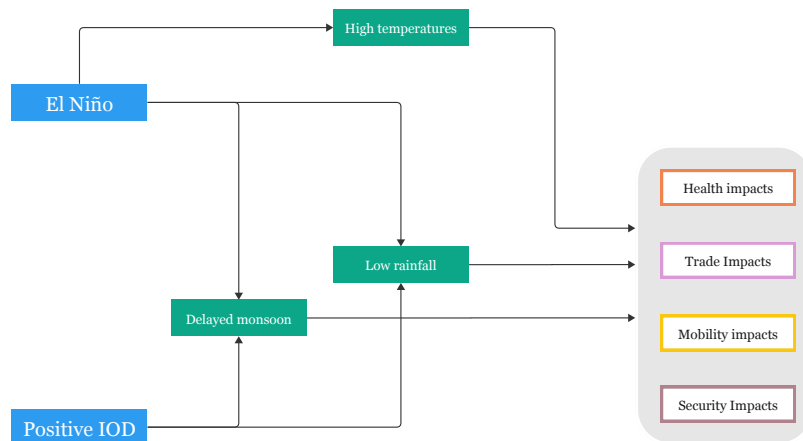 High temperatures
El Niño
Health impacts
Trade Impacts
Low rainfall
Delayed monsoon
Mobility impacts
Security Impacts
Positive IOD